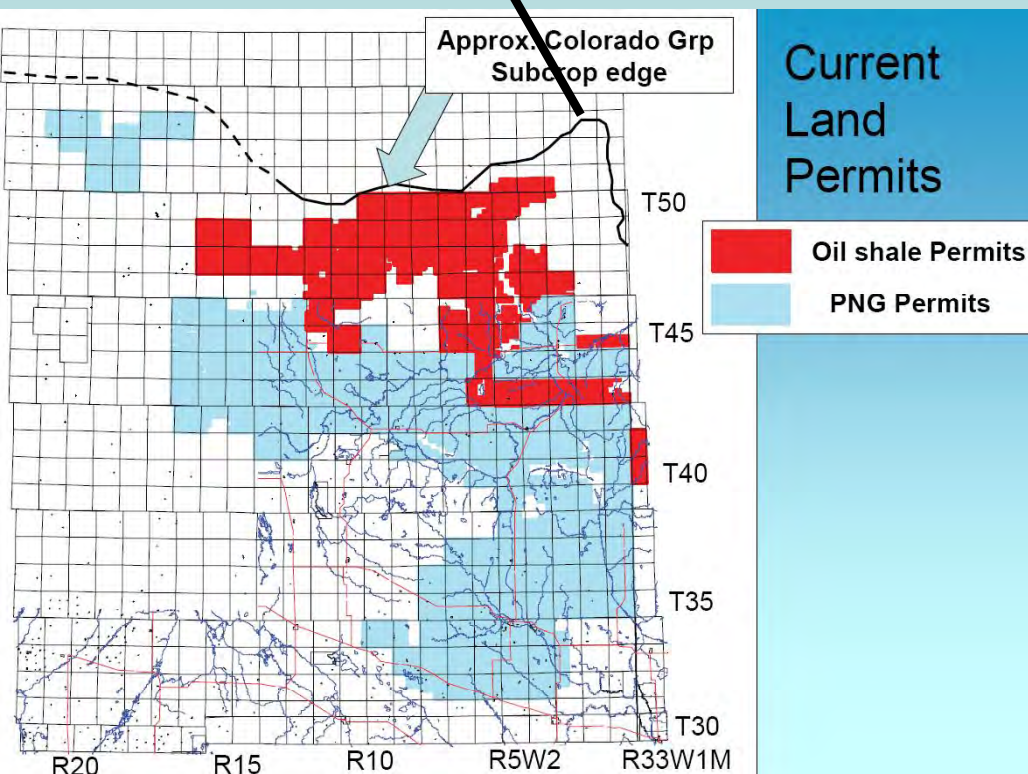 Approx. Colorado Grp
Subcrop edge
Current
Land
Permits
Oil shale Permits
PNG Permits
T50
T45
T40
T35
T30
R20
R15
R10
R5W2
R33W1M